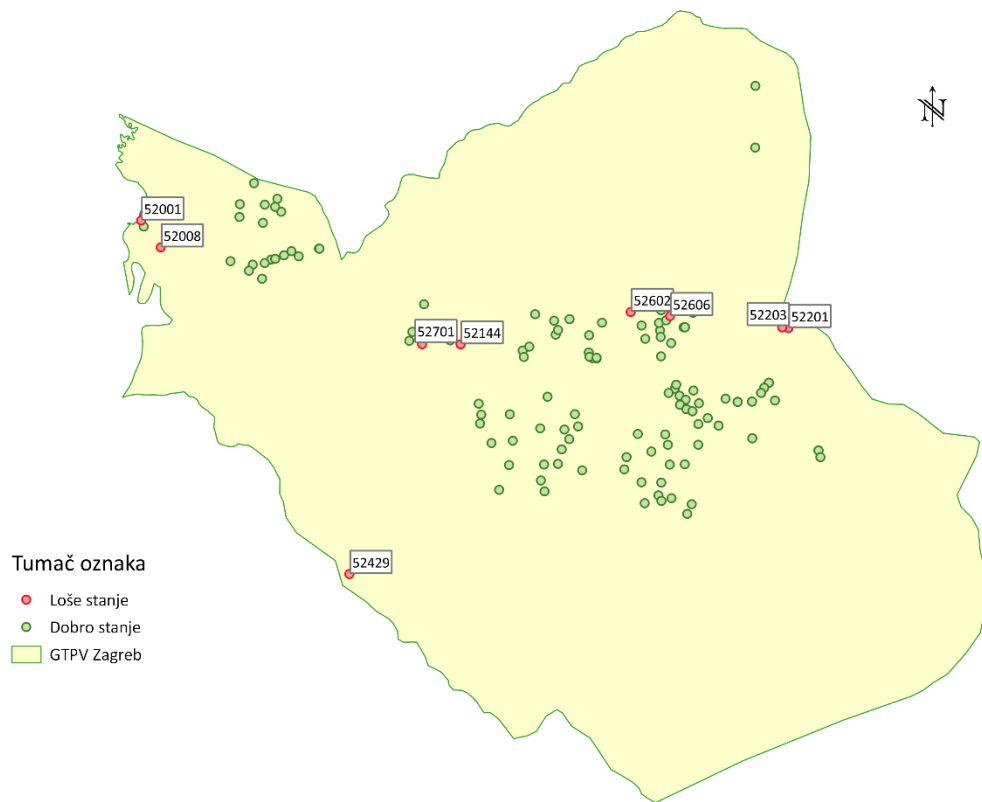 N
52001
52008
52602
52606
52203
52201
52701
52144
52429
Tumač oznaka
Loše stanje
Dobro stanje
GTPV Zagreb